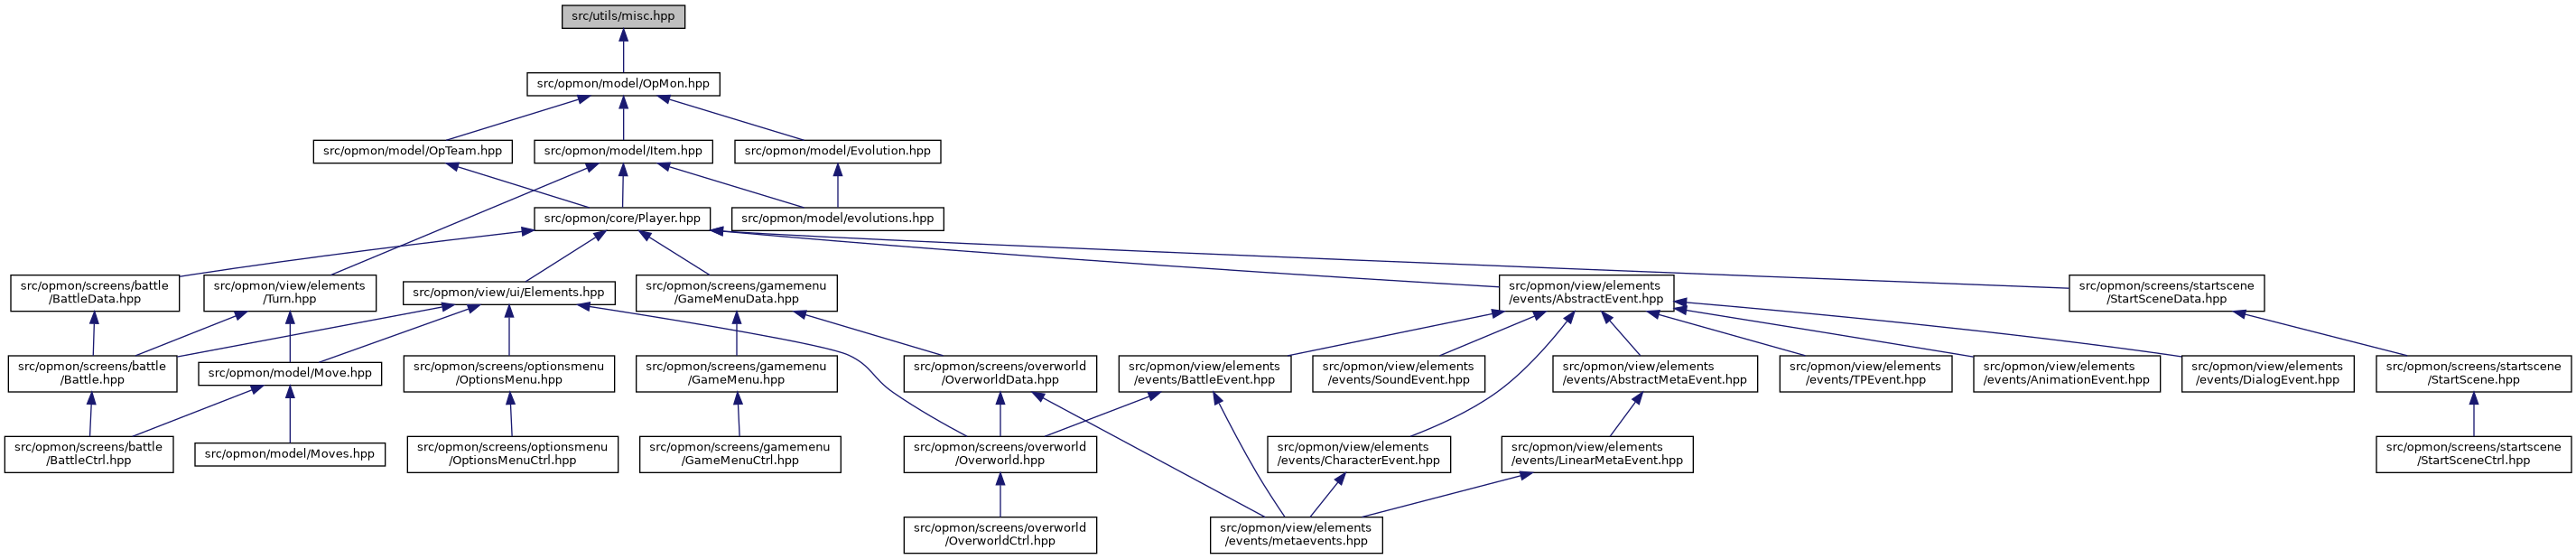 src/utils/misc.hpp
src/opmon/model/OpMon.hpp
src/opmon/model/OpTeam.hpp
src/opmon/model/Item.hpp
src/opmon/model/Evolution.hpp
src/opmon/core/Player.hpp
src/opmon/model/evolutions.hpp
src/opmon/screens/battle
/BattleData.hpp
src/opmon/view/elements
/Turn.hpp
src/opmon/view/ui/Elements.hpp
src/opmon/screens/gamemenu
/GameMenuData.hpp
src/opmon/view/elements
/events/AbstractEvent.hpp
src/opmon/screens/startscene
/StartSceneData.hpp
src/opmon/screens/battle
/Battle.hpp
src/opmon/model/Move.hpp
src/opmon/screens/optionsmenu
/OptionsMenu.hpp
src/opmon/screens/gamemenu
/GameMenu.hpp
src/opmon/screens/overworld
/OverworldData.hpp
src/opmon/view/elements
/events/BattleEvent.hpp
src/opmon/view/elements
/events/SoundEvent.hpp
src/opmon/view/elements
/events/AbstractMetaEvent.hpp
src/opmon/view/elements
/events/TPEvent.hpp
src/opmon/view/elements
/events/AnimationEvent.hpp
src/opmon/view/elements
/events/DialogEvent.hpp
src/opmon/screens/startscene
/StartScene.hpp
src/opmon/screens/battle
/BattleCtrl.hpp
src/opmon/model/Moves.hpp
src/opmon/screens/optionsmenu
/OptionsMenuCtrl.hpp
src/opmon/screens/gamemenu
/GameMenuCtrl.hpp
src/opmon/screens/overworld
/Overworld.hpp
src/opmon/view/elements
/events/CharacterEvent.hpp
src/opmon/view/elements
/events/LinearMetaEvent.hpp
src/opmon/screens/startscene
/StartSceneCtrl.hpp
src/opmon/screens/overworld
/OverworldCtrl.hpp
src/opmon/view/elements
/events/metaevents.hpp